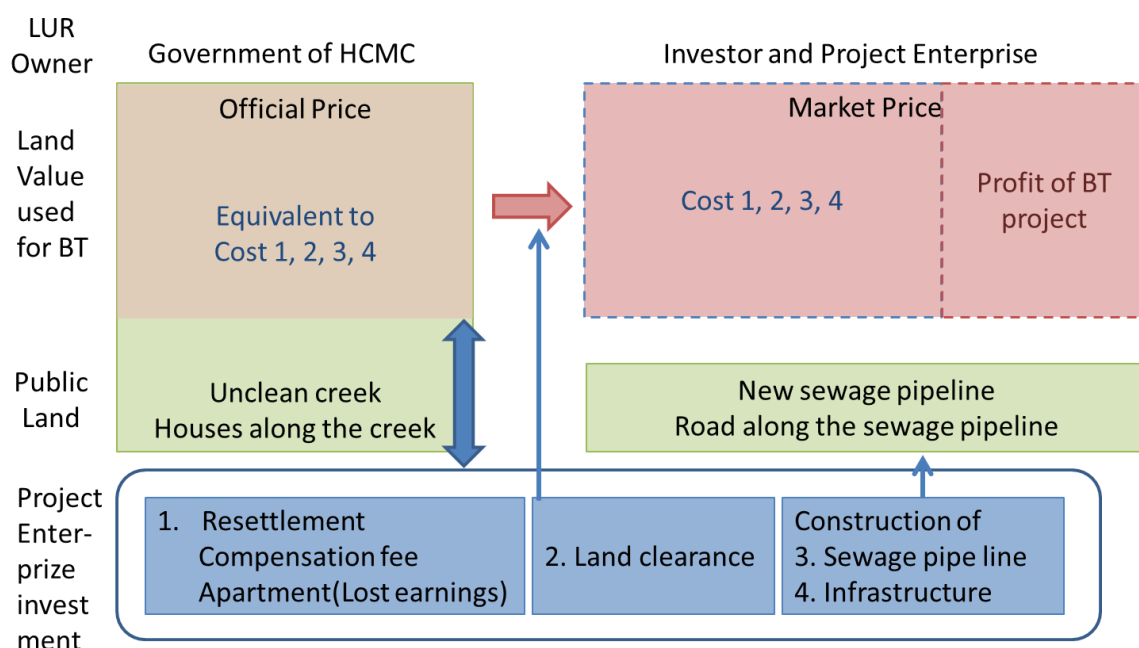 LUR
Owner
Government of HCMC
Investor and Project Enterprise
Land
Value
used
for BT
Official Price
Equivalent to
Cost 1, 2, 3, 4
Market Price
Cost 1, 2, 3, 4
Profit of BT
project
Public
Land
Unclean creek
Houses along the creek
New sewage pipeline
Road along the sewage pipeline
Project
Enter-
prize
invest
ment
1. Resettlement
Compensation fee
Apartment(Lost earnings)
2. Land clearance
Construction of
3. Sewage pipe line
4. Infrastructure